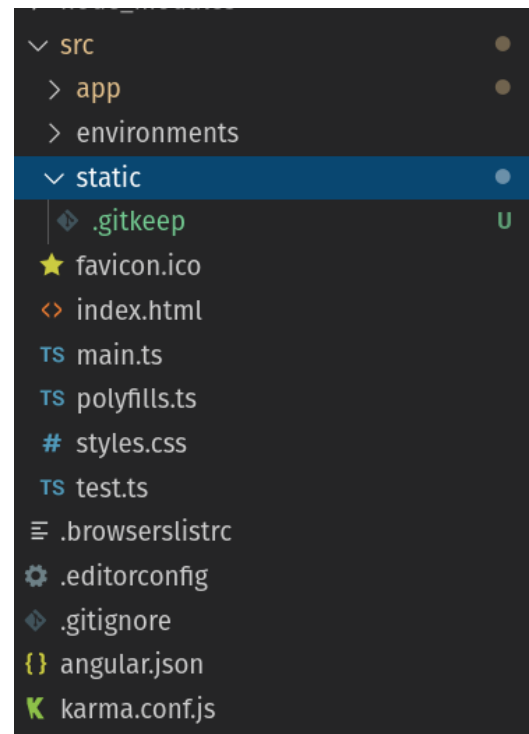 src
app
environments
static
.gitkeep U
favicon.ico
index.html
TS main.ts
TS polyfills.ts
# styles.css
TS test.ts
.browserslistrc
.editorconfig
.gitignore
{} angular.json
karma.conf.js